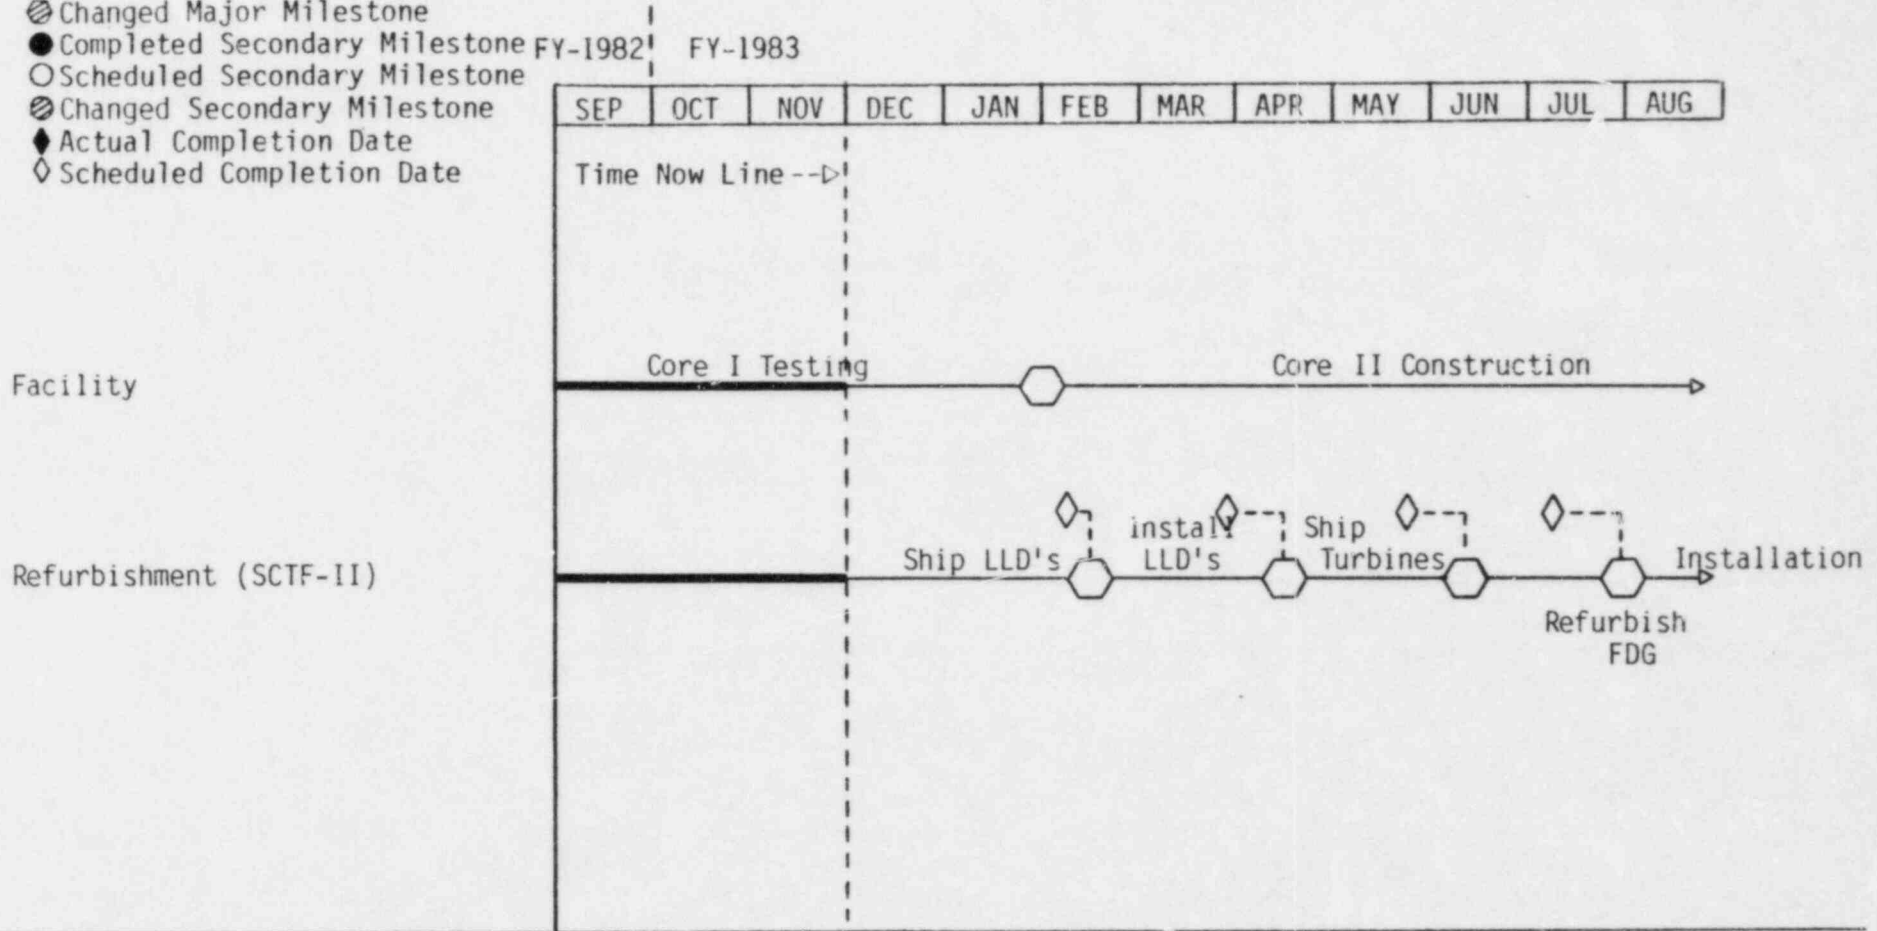 Changed Major Milestone
Completed Secondary Milestone
Scheduled Secondary Milestone
Changed Secondary Milestone
Actual Completion Date
Scheduled Completion Date
FY-1982 FY-1983
SEP OCT NOV DEC JAN FEB MAR APR MAY JUN JUL AUG
Time Now Line
Facility
Core I Testing
Core II Construction
Refurbishment (SCTF-II)
Ship LLD's
install
LLD's
Ship
Turbines
Installation
Refurbish
FDG